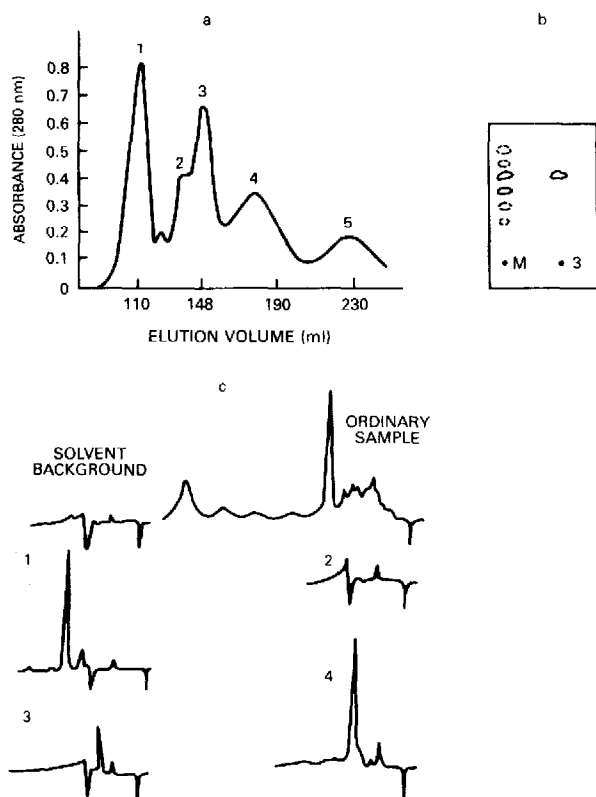 a
b
ABSORBANCE (280 nm)
0.8
0.7
0.6
0.5
0.4
0.3
0.2
0.1
0
1
2
3
4
5
110 148 190 230
ELUTION VOLUME (ml)
• M • 3
c
SOLVENT
BACKGROUND
ORDINARY
SAMPLE
1
2
3
4